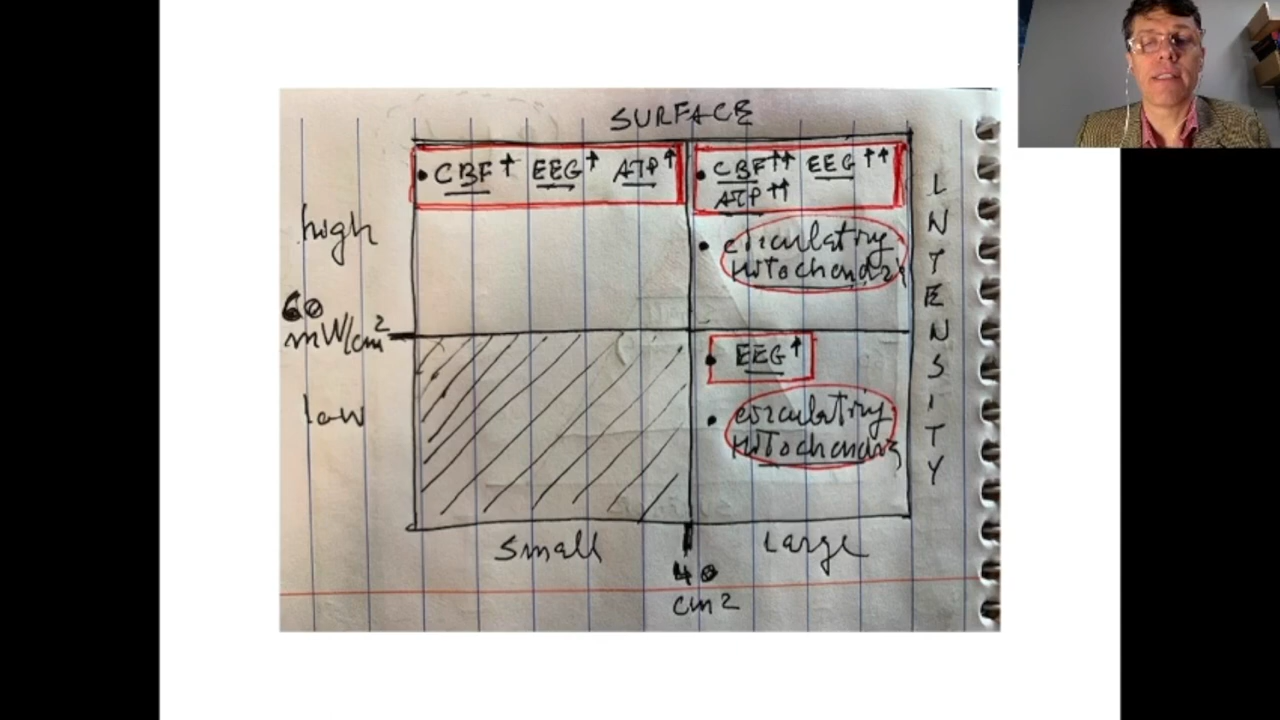 SURFACE
• CBF↑ EEG↑ ATP↑
• CBF↑↑ EEG↑↑
ATP↑↑
high
• circulating
mitochondria
60
mW/cm²
• EEG↑
low
• circulating
mitochondria
small
large
40
cm²
INTENSITY